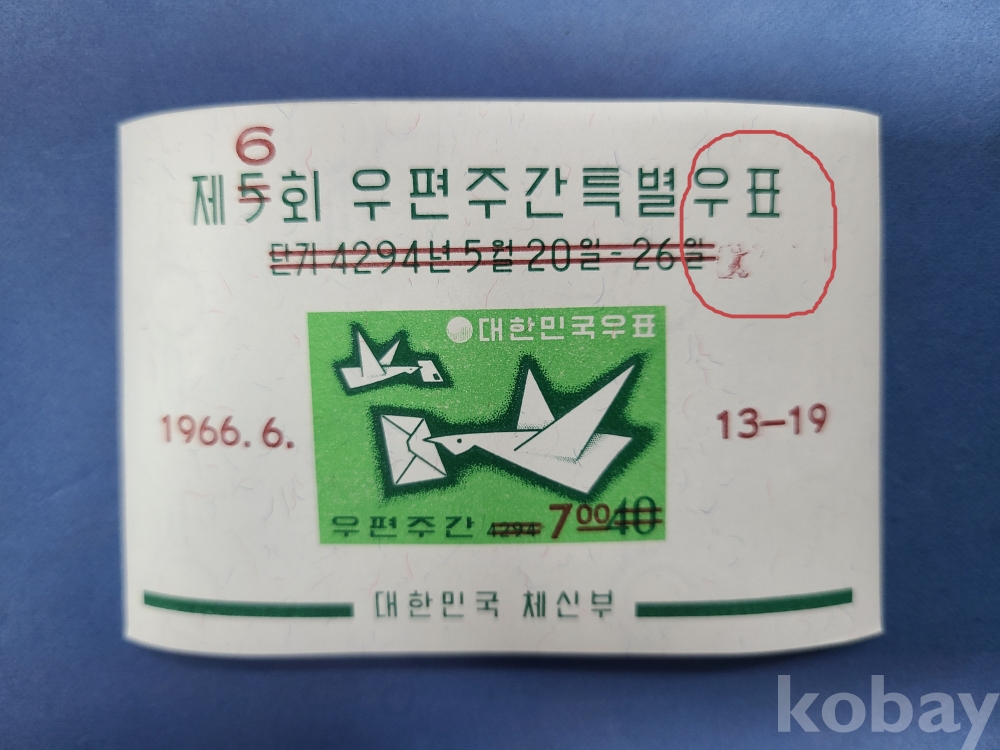 6
제5회 우편주간특별우표
단기 4294년 5월 20일-26일
대한민국우표
1966. 6. 13-19
우편주간 4294 7 00 40
대한민국 체신부
kobay